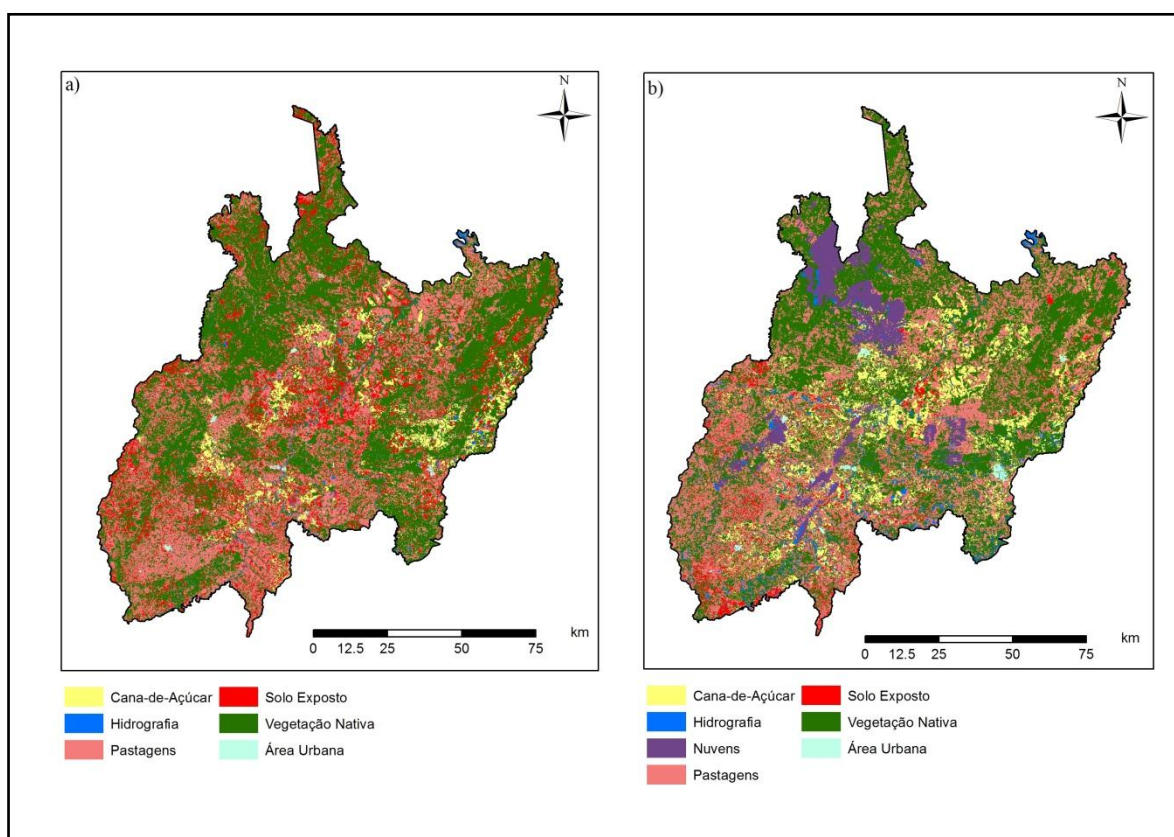 a)
N
km
0 12.5 25 50 75
Cana-de-Açúcar Solo Exposto
Hidrografia Vegetação Nativa
Pastagens Área Urbana
b)
N
km
0 12.5 25 50 75
Cana-de-Açúcar Solo Exposto
Hidrografia Vegetação Nativa
Nuvens Área Urbana
Pastagens